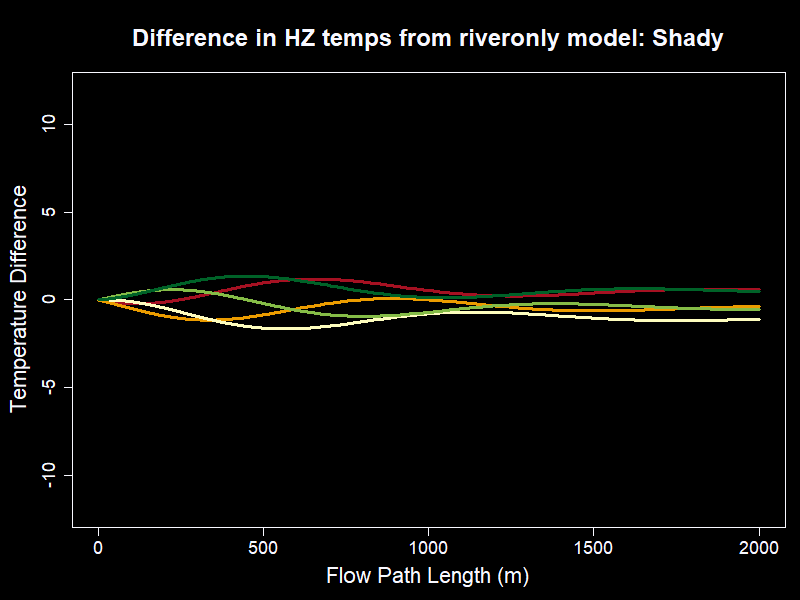 Difference in HZ temps from riveronly model: Shady
Temperature Difference
10
5
0
-5
-10
0 500 1000 1500 2000
Flow Path Length (m)